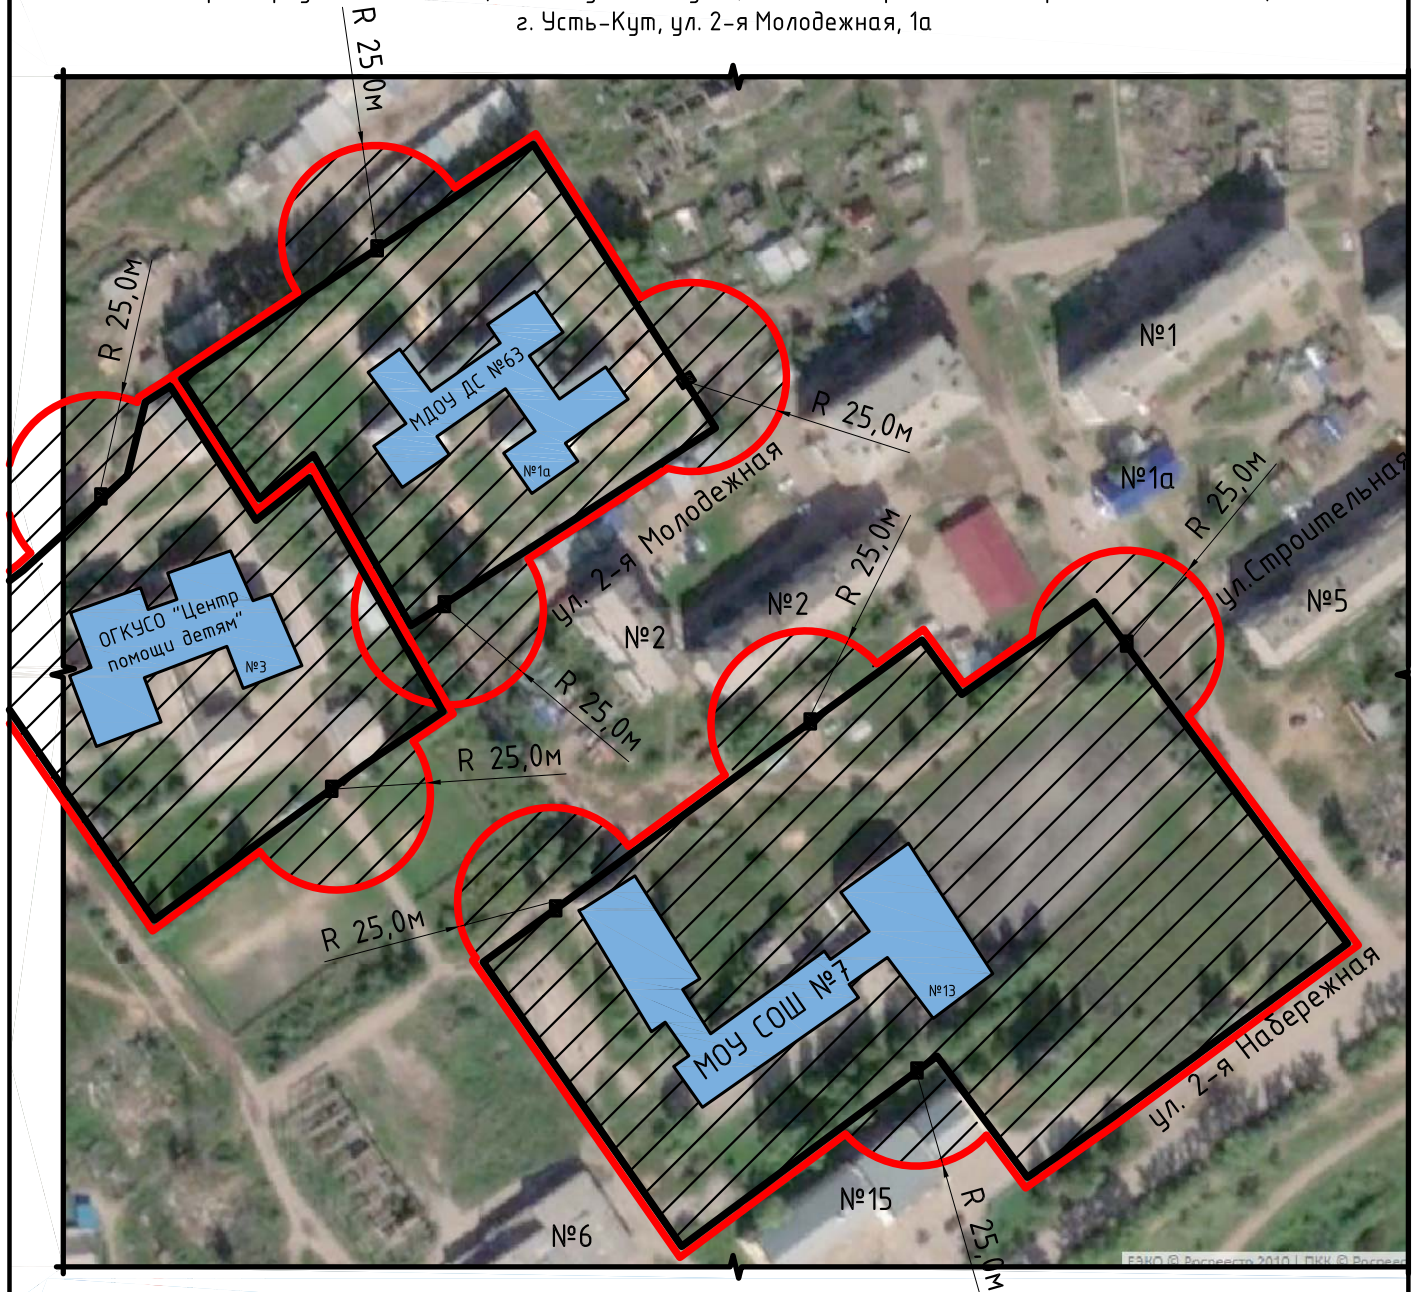 г. Усть-Кут, ул. 2-я Молодежная, 1а
R 25,0м
R 25,0м
МДОУ ДС №63
№1а
R 25,0м
№1
№1а
R 25,0м
ул. 2-я Молодежная
ул.Строительная
R 25,0м
№2
№2
№5
ОГКУСО "Центр
помощи детям"
№3
R 25,0м
R 25,0м
R 25,0м
МОУ СОШ №7
№13
ул. 2-я Набережная
№15
№6
R 25,0м